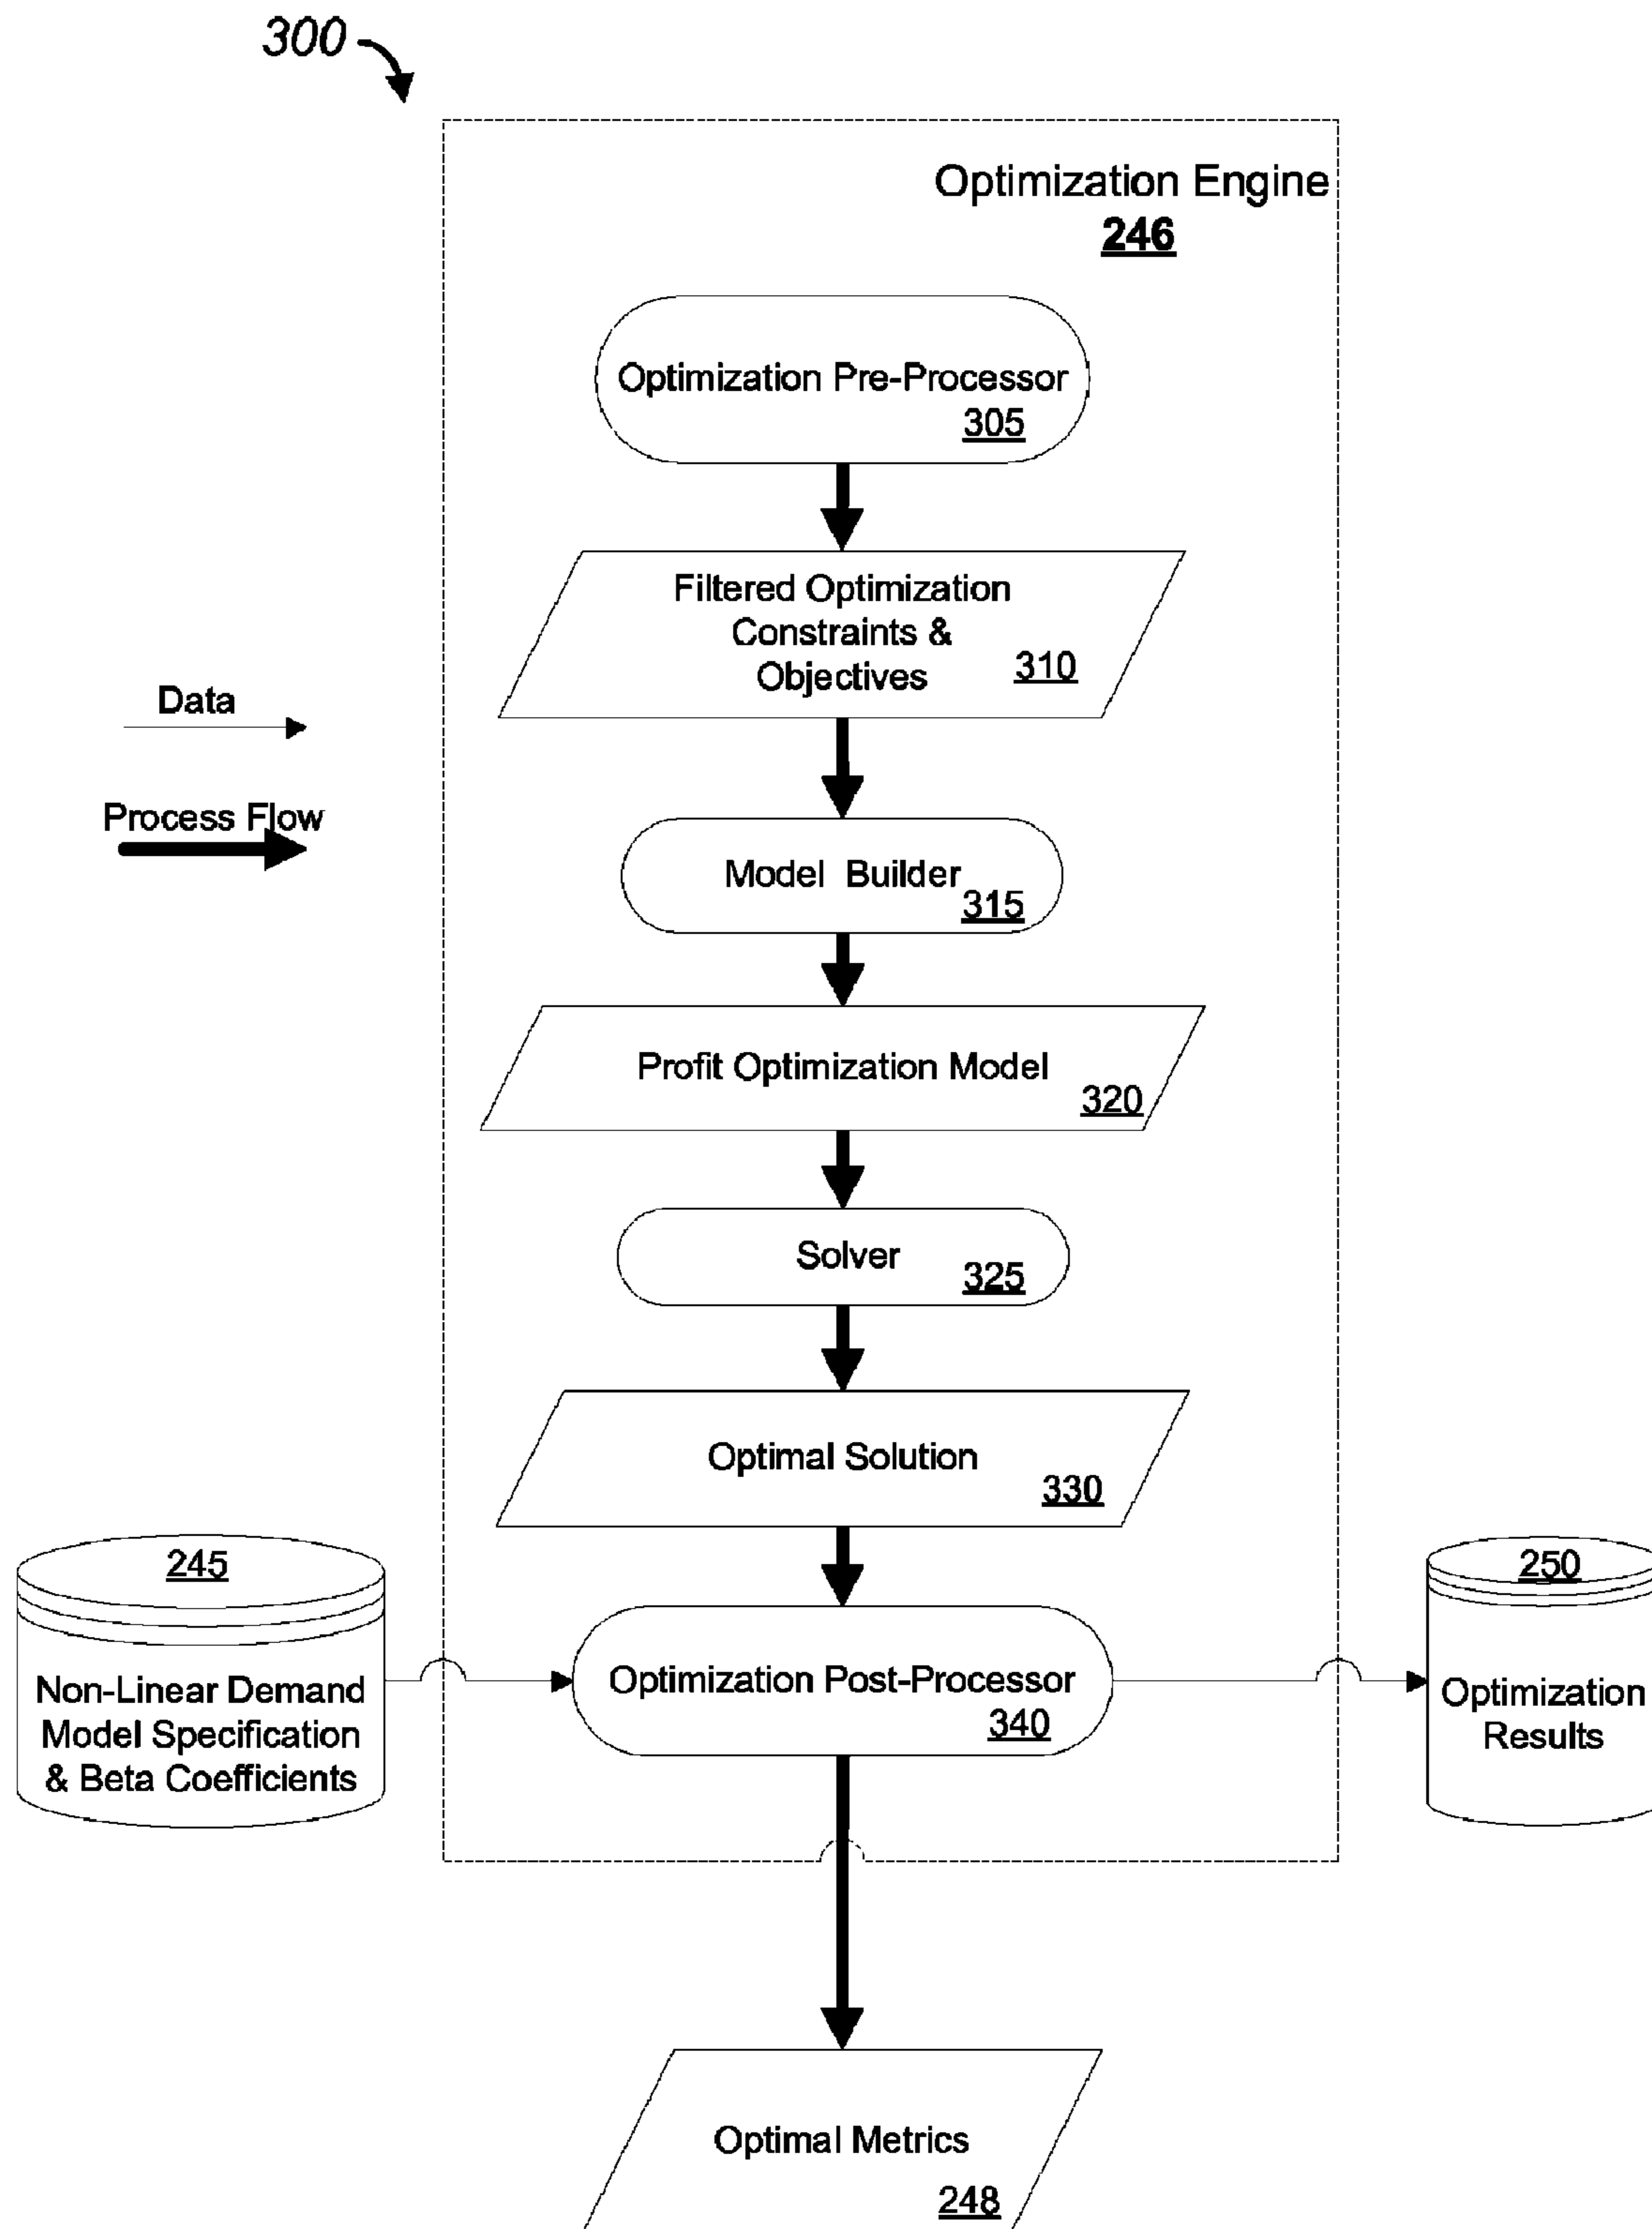 300
Optimization Engine
246
Optimization Pre-Processor
305
Filtered Optimization
Constraints &
Objectives
310
Data
Process Flow
Model Builder
315
Profit Optimization Model
320
Solver
325
Optimal Solution
330
245
Non-Linear Demand
Model Specification
& Beta Coefficients
Optimization Post-Processor
340
250
Optimization
Results
Optimal Metrics
248